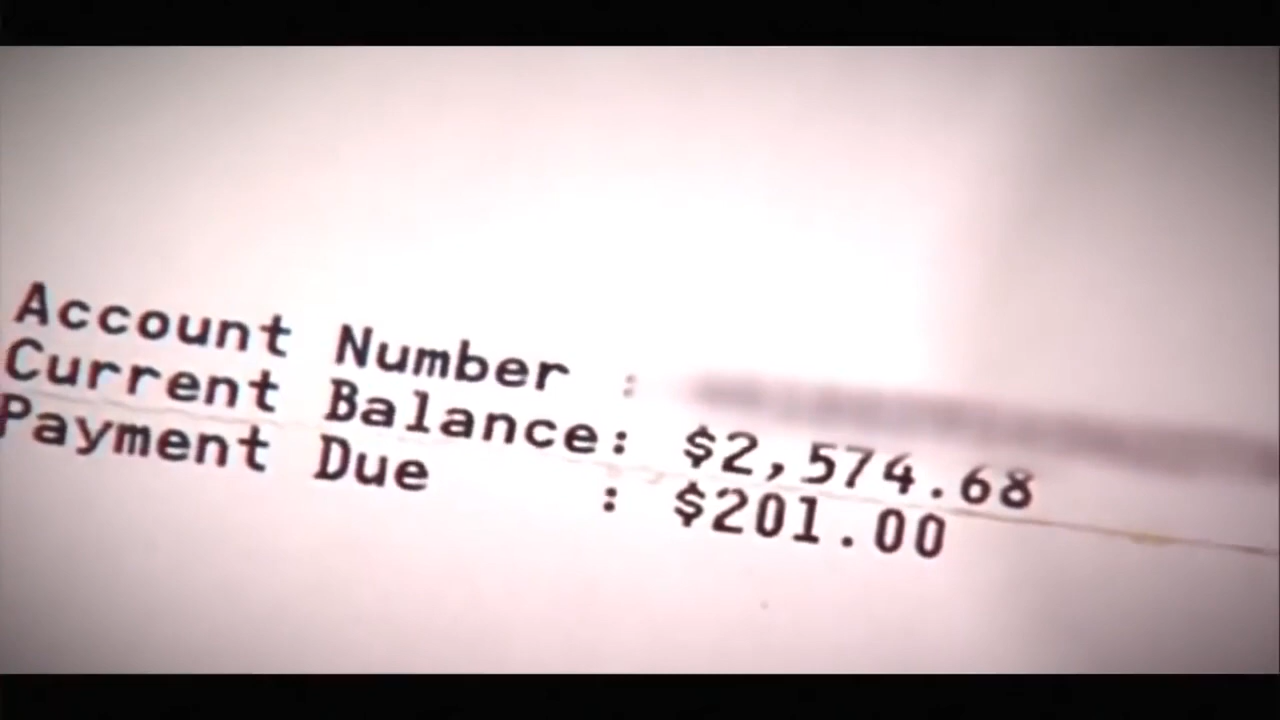 Account Number :
Current Balance: $2,574.68
Payment Due : $201.00